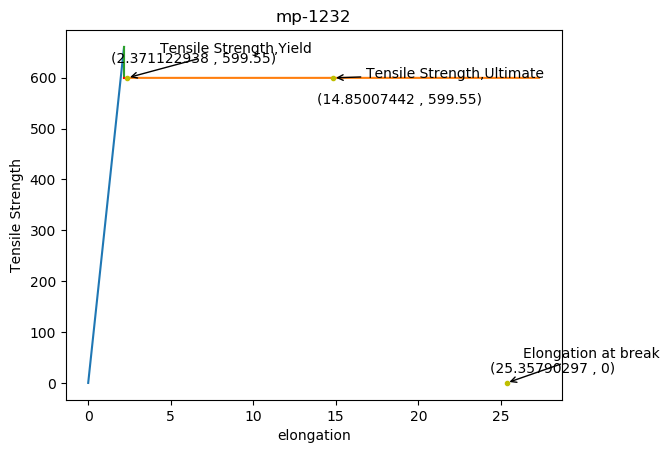 mp-1232
Tensile Strength,Yield
(2.371122938 , 599.55)
Tensile Strength,Ultimate
(14.85007442 , 599.55)
Elongation at break
(25.35790297 , 0)
600
500
400
300
200
100
0
Tensile Strength
0 5 10 15 20 25
elongation